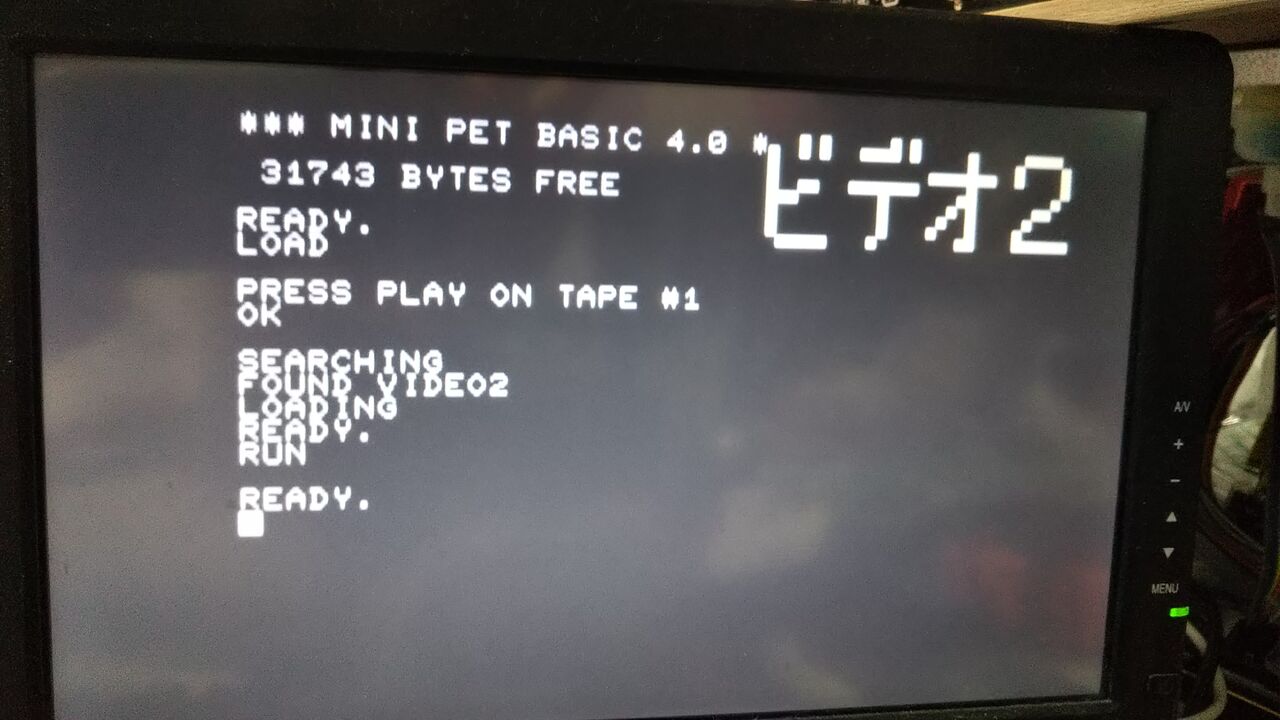 *** MINI PET BASIC 4.0 *
ビデオ2
31743 BYTES FREE
READY.
LOAD
PRESS PLAY ON TAPE #1
OK
SEARCHING
FOUND VIDEO2
LOADING
READY.
RUN
READY.
A/V
+
−
▲
▼
MENU